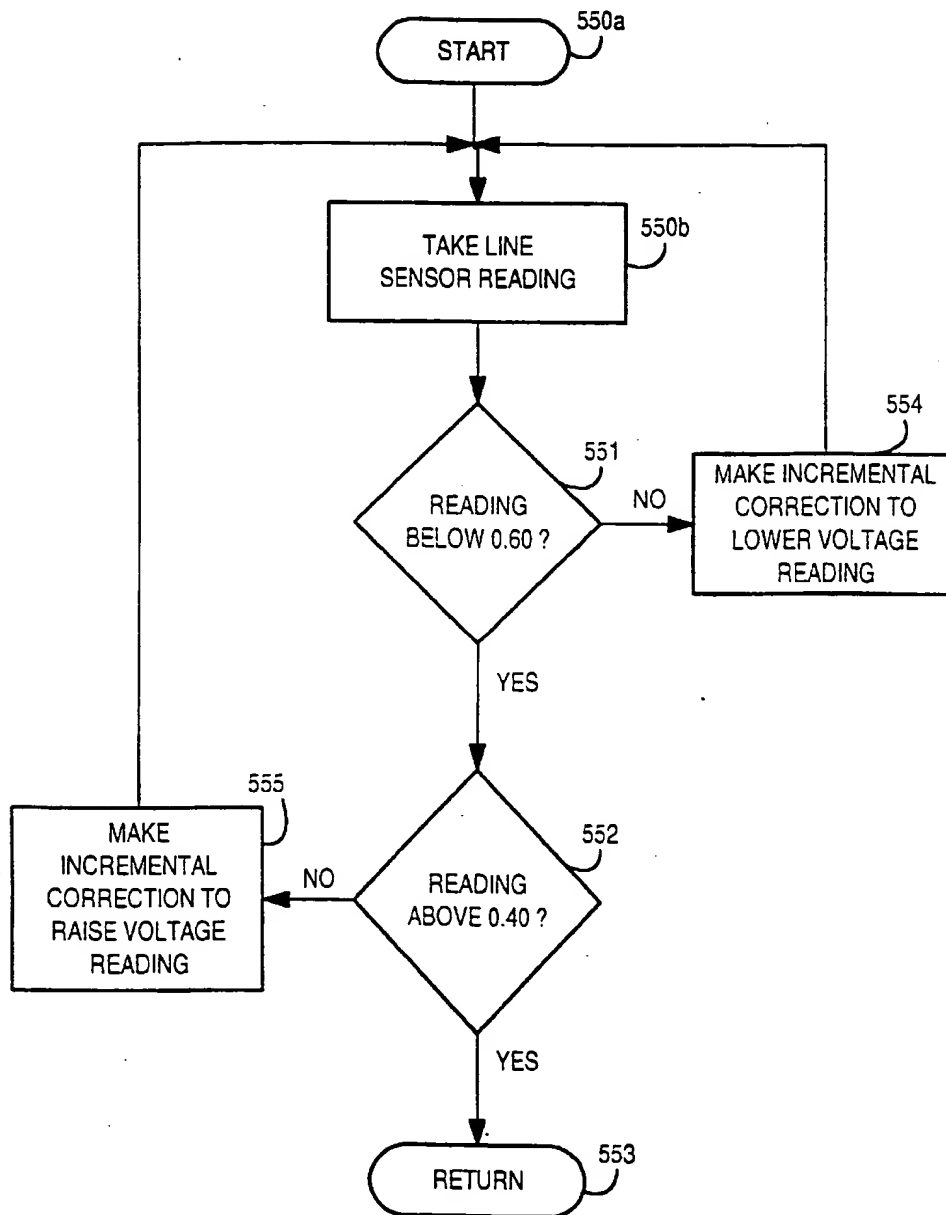 START
550a
TAKE LINE
SENSOR READING
550b
READING
BELOW 0.60 ?
551
NO
MAKE INCREMENTAL
CORRECTION TO
LOWER VOLTAGE
READING
554
YES
READING
ABOVE 0.40 ?
552
NO
MAKE
INCREMENTAL
CORRECTION TO
RAISE VOLTAGE
READING
555
YES
RETURN
553